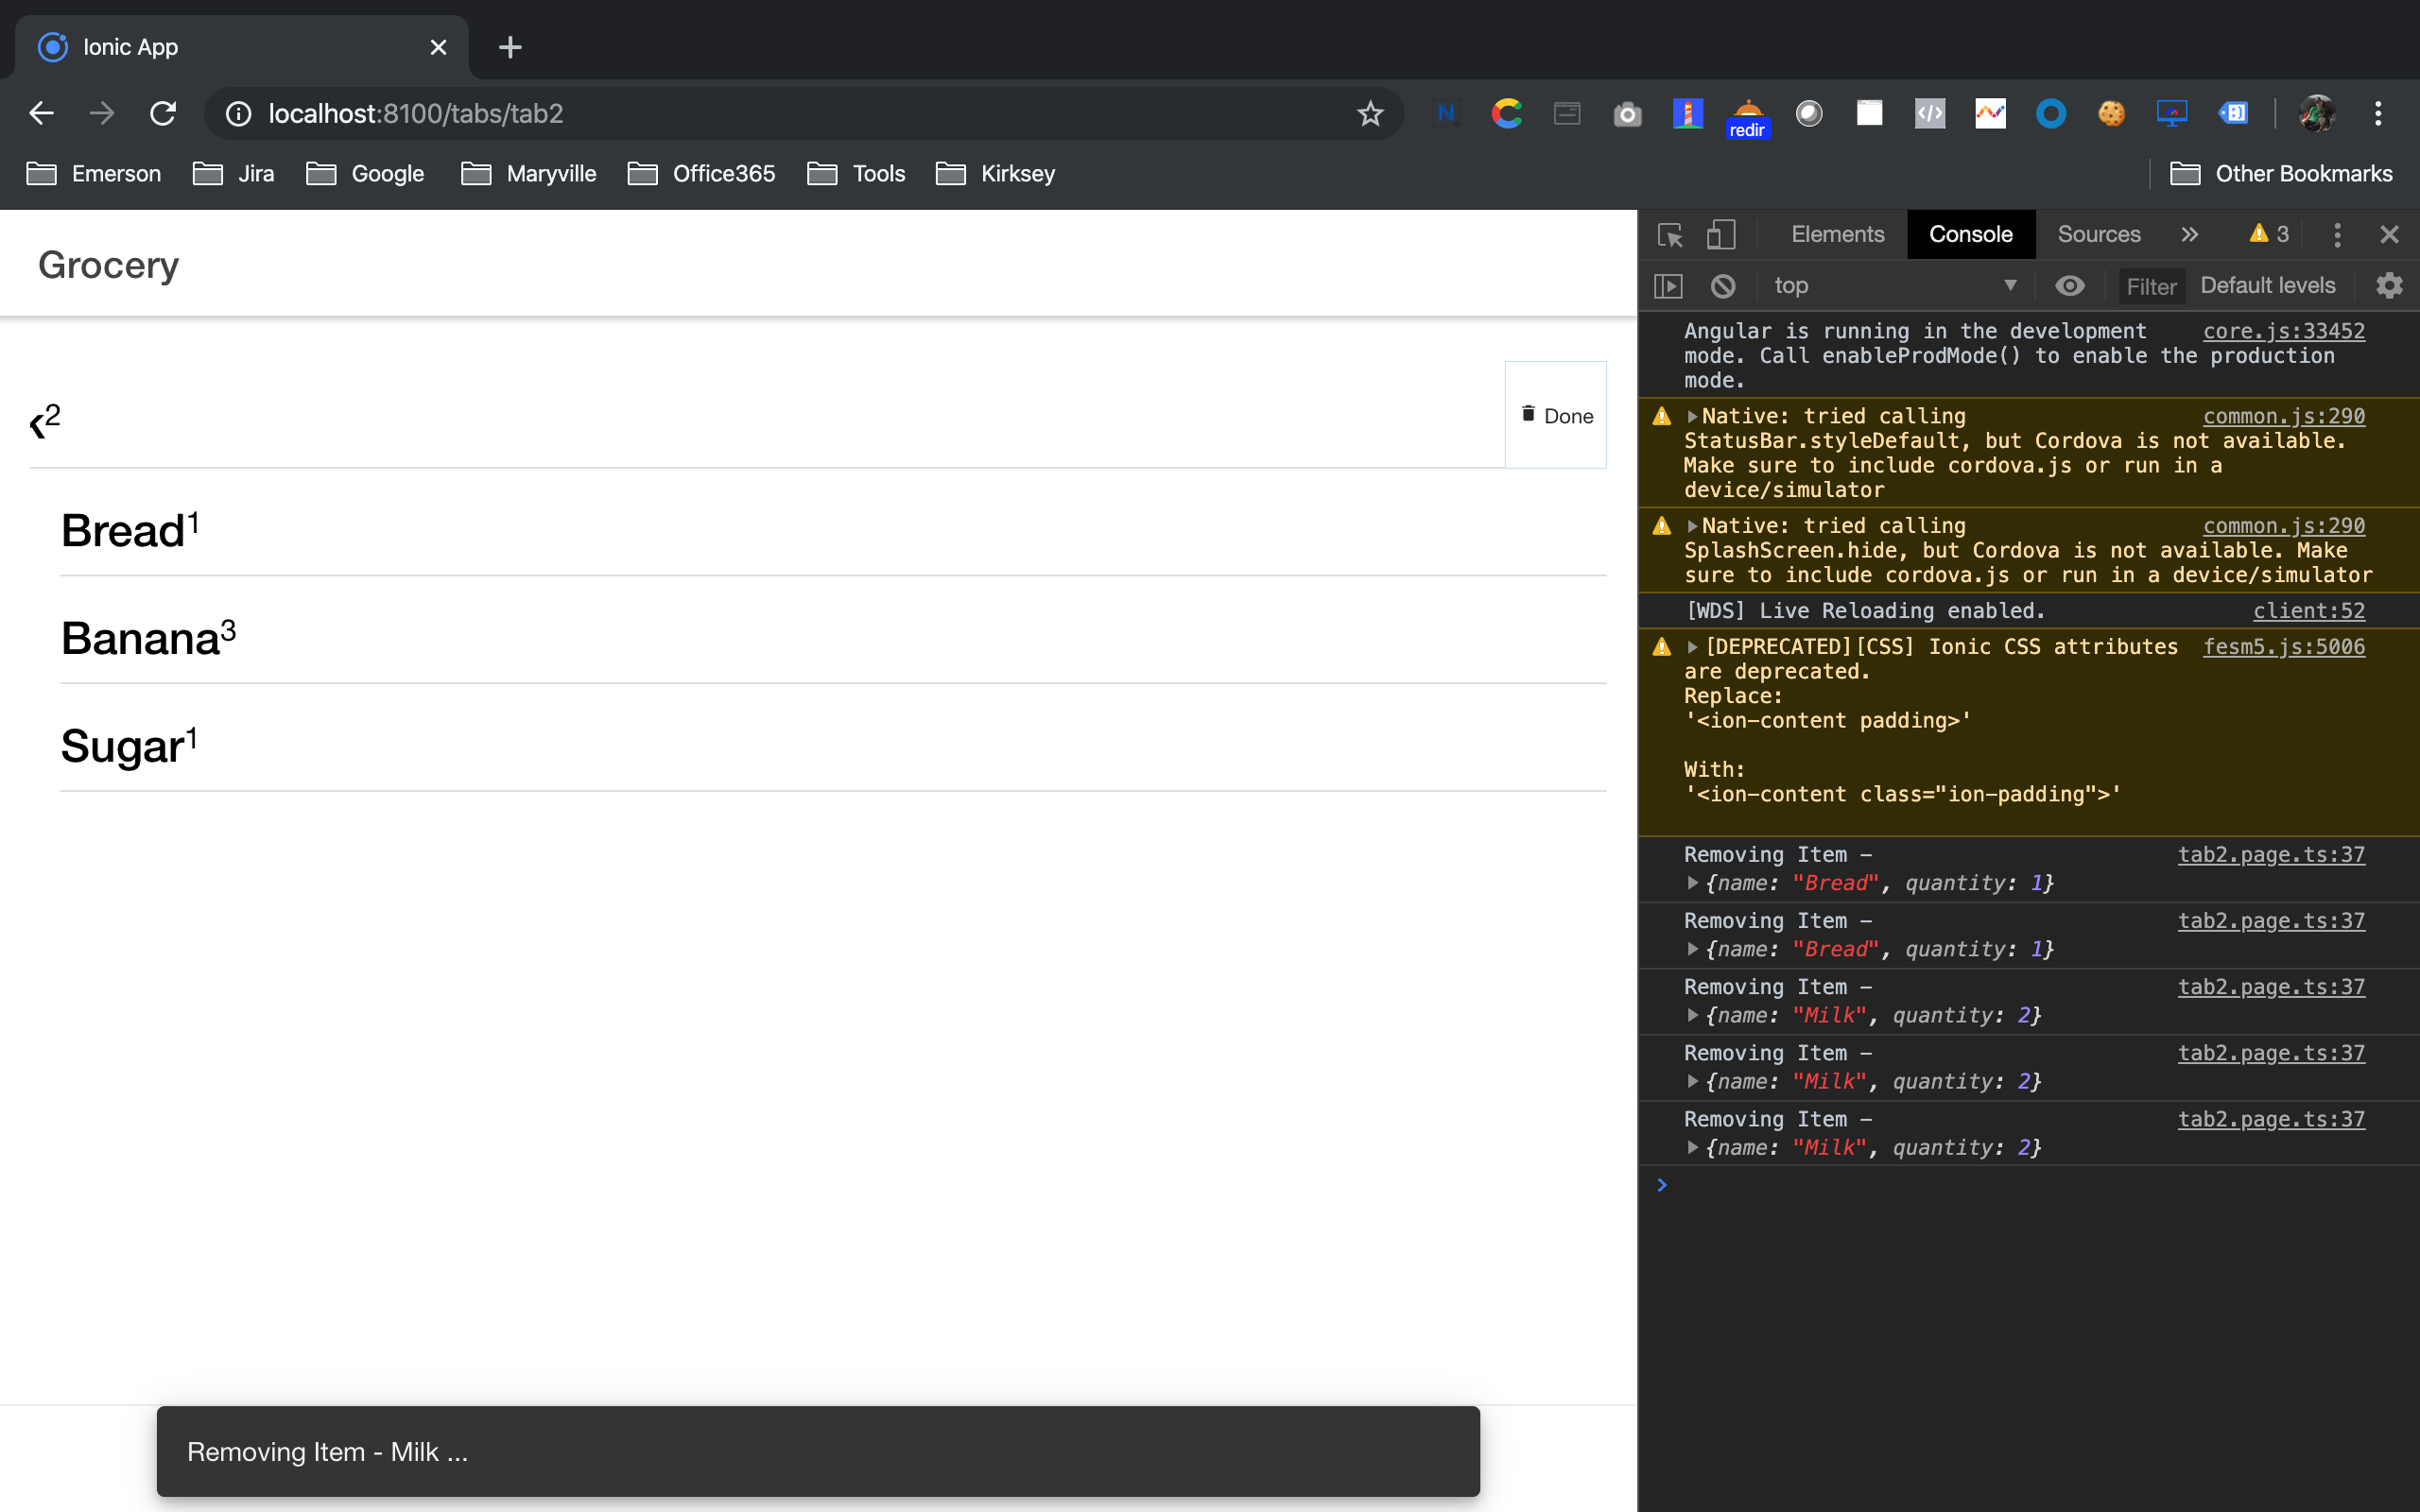 Ionic App
localhost:8100/tabs/tab2
redir
Emerson Jira Google Maryville Office365 Tools Kirksey Other Bookmarks
Grocery
2 Done
Bread1
Banana3
Sugar1
Removing Item - Milk ...
Elements Console Sources 3
top Filter Default levels
Angular is running in the development core.js:33452
mode. Call enableProdMode() to enable the production
mode.
Native: tried calling common.js:290
StatusBar.styleDefault, but Cordova is not available.
Make sure to include cordova.js or run in a
device/simulator
Native: tried calling common.js:290
SplashScreen.hide, but Cordova is not available. Make
sure to include cordova.js or run in a device/simulator
[WDS] Live Reloading enabled. client:52
[DEPRECATED][CSS] Ionic CSS attributes fesm5.js:5006
are deprecated.
Replace:
'<ion-content padding>'
With:
'<ion-content class="ion-padding">'
Removing Item – tab2.page.ts:37
{name: "Bread", quantity: 1}
Removing Item – tab2.page.ts:37
{name: "Bread", quantity: 1}
Removing Item – tab2.page.ts:37
{name: "Milk", quantity: 2}
Removing Item – tab2.page.ts:37
{name: "Milk", quantity: 2}
Removing Item – tab2.page.ts:37
{name: "Milk", quantity: 2}